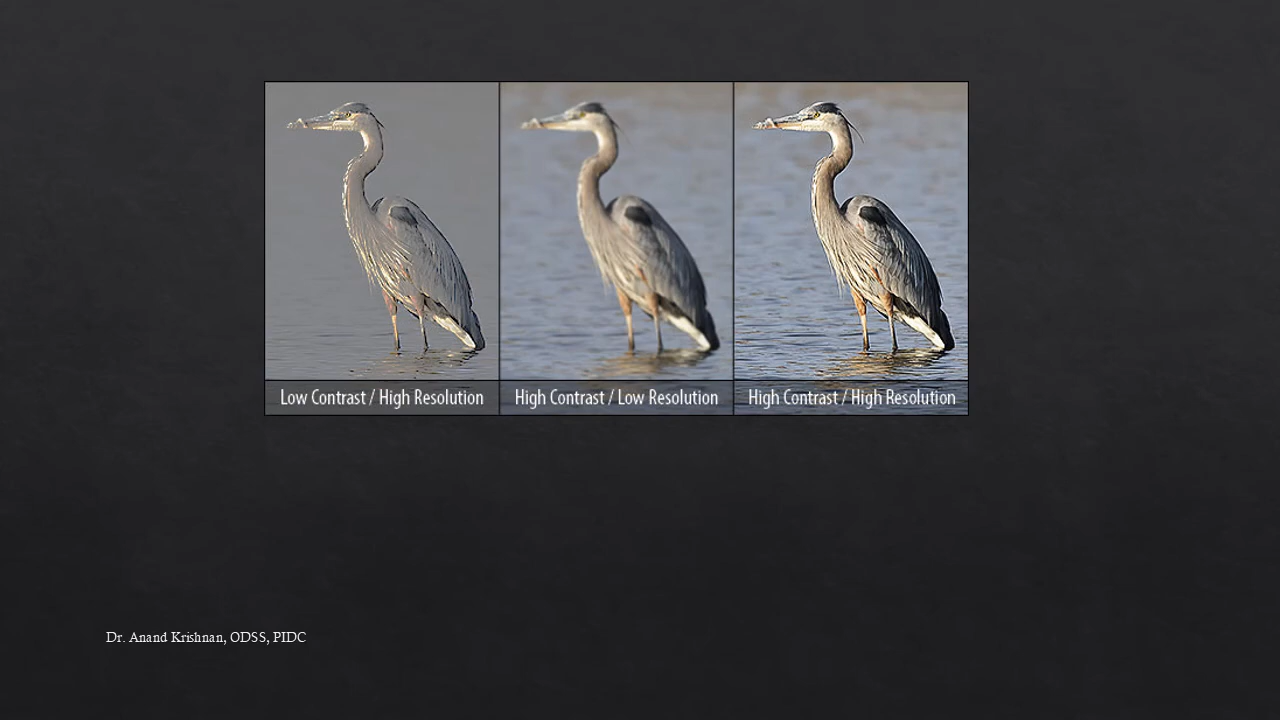 Low Contrast / High Resolution
High Contrast / Low Resolution
High Contrast / High Resolution
Dr. Anand Krishnan, ODSS, PIDC